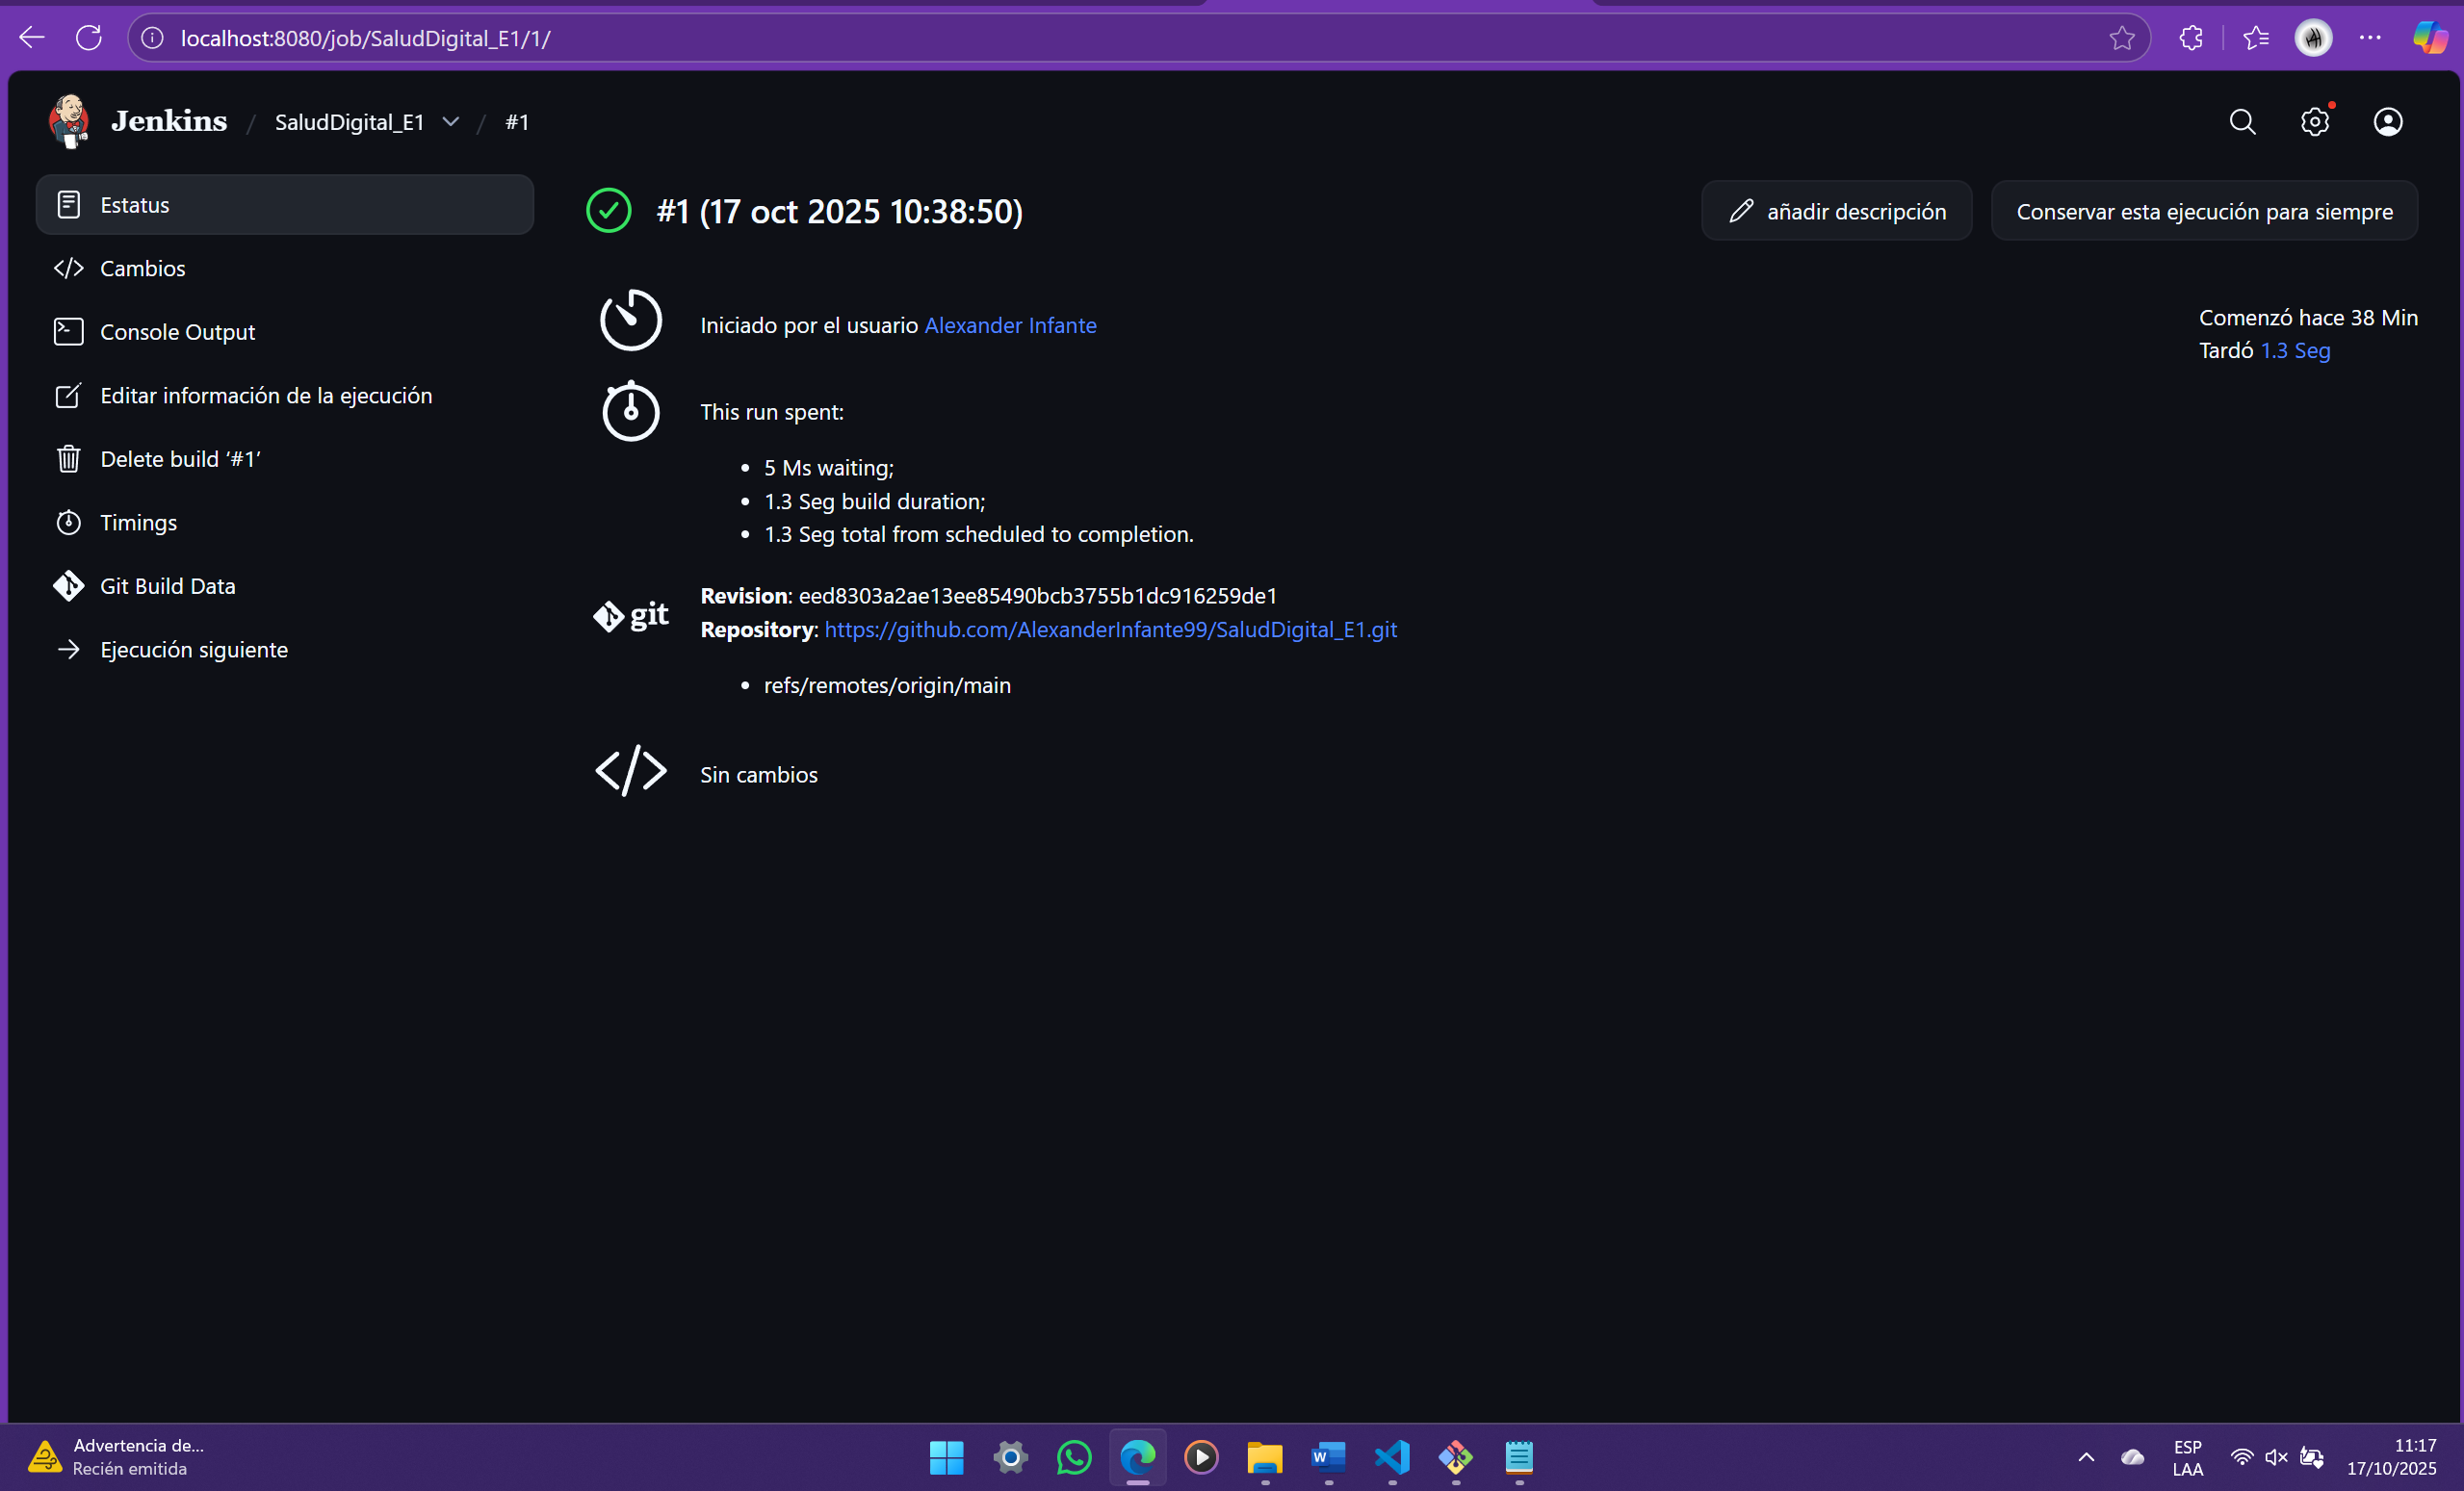 localhost:8080/job/SaludDigital_E1/1/
Jenkins / SaludDigital_E1 / #1
Estatus
Cambios
Console Output
Editar información de la ejecución
Delete build ‘#1’
Timings
Git Build Data
Ejecución siguiente
#1 (17 oct 2025 10:38:50)
añadir descripción
Conservar esta ejecución para siempre
Iniciado por el usuario Alexander Infante
Comenzó hace 38 Min
Tardó 1.3 Seg
This run spent:
5 Ms waiting;
1.3 Seg build duration;
1.3 Seg total from scheduled to completion.
git
Revision: eed8303a2ae13ee85490bcb3755b1dc916259de1
Repository: https://github.com/AlexanderInfante99/SaludDigital_E1.git
refs/remotes/origin/main
Sin cambios
Advertencia de...
Recién emitida
ESP
LAA
11:17
17/10/2025